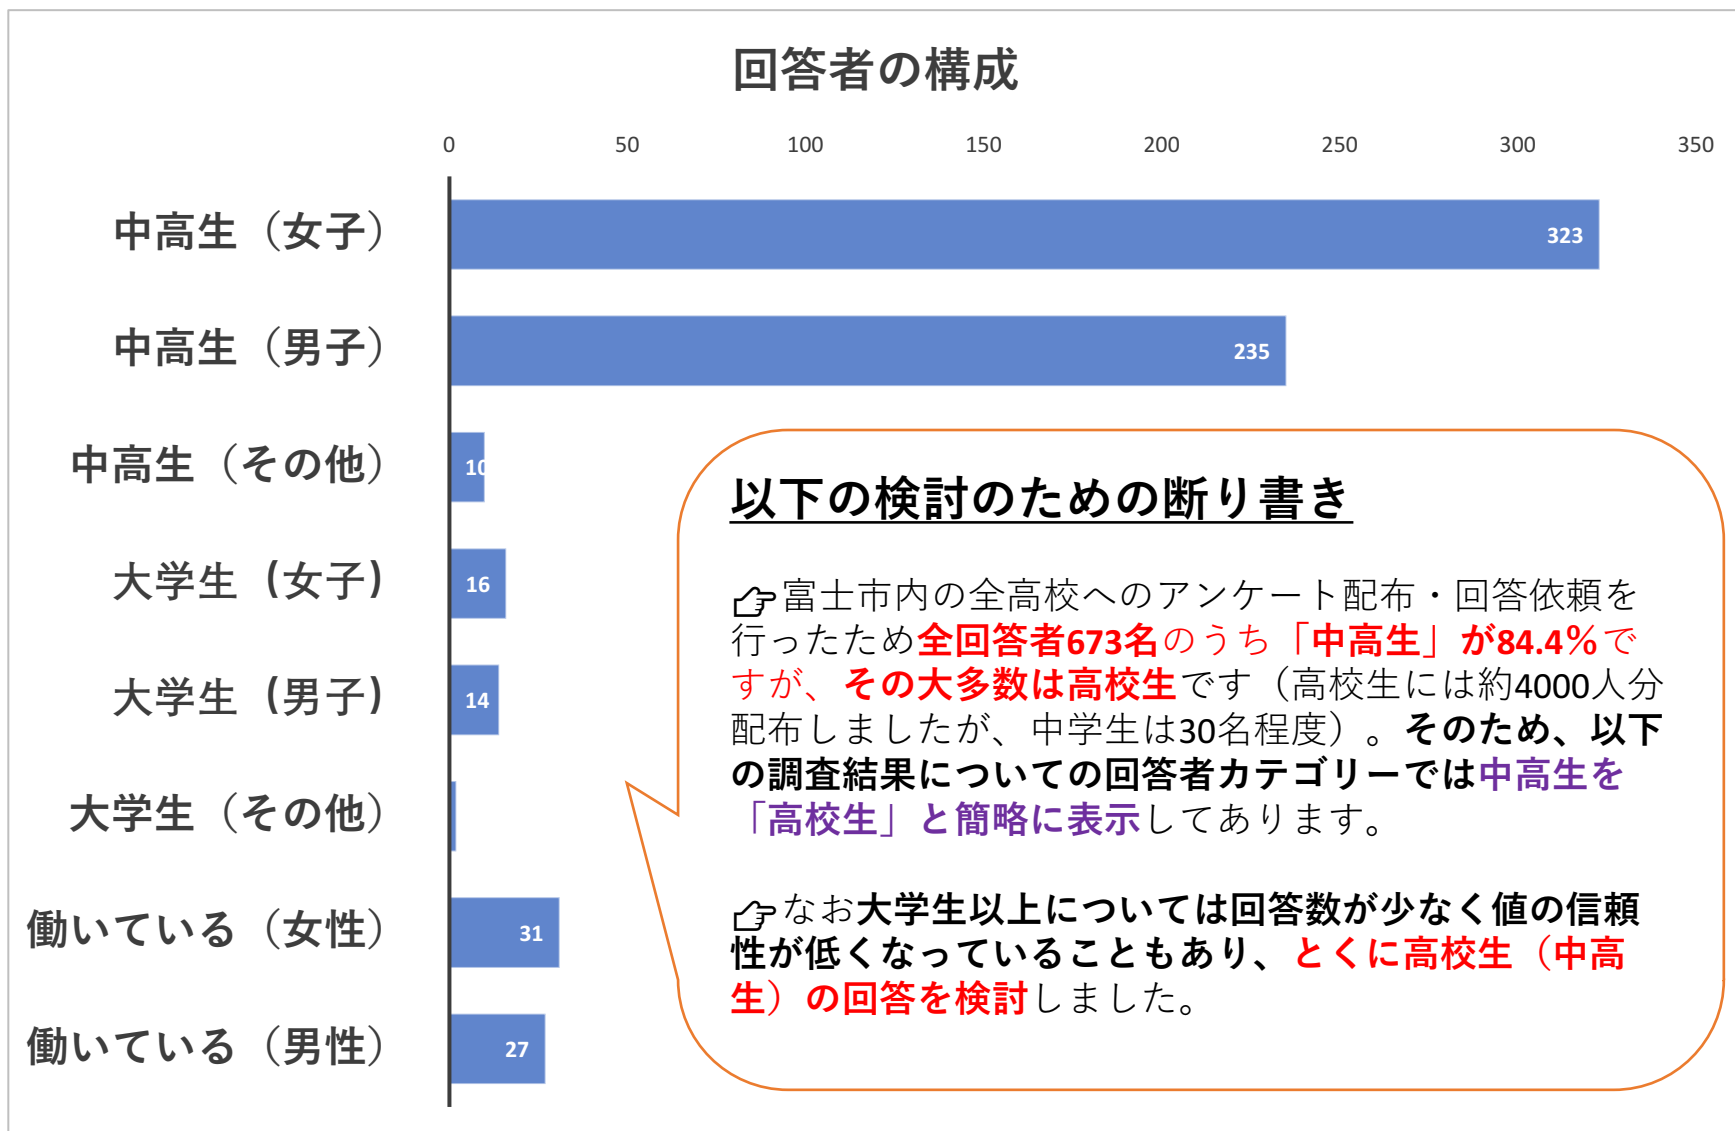 回答者の構成
0 50 100 150 200 250 300 350
中高生（女子） 323
中高生（男子） 235
中高生（その他） 10
大学生（女子） 16
大学生（男子） 14
大学生（その他）
働いている（女性） 31
働いている（男性） 27
以下の検討のための断り書き
👉富士市内の全高校へのアンケート配布・回答依頼を
行ったため全回答者673名のうち「中高生」が84.4%で
すが、その大多数は高校生です（高校生には約4000人分
配布しましたが、中学生は30名程度）。そのため、以下
の調査結果についての回答者カテゴリーでは中高生を
「高校生」と簡略に表示してあります。
👉なお大学生以上については回答数が少なく値の信頼
性が低くなっていることもあり、とくに高校生（中高
生）の回答を検討しました。